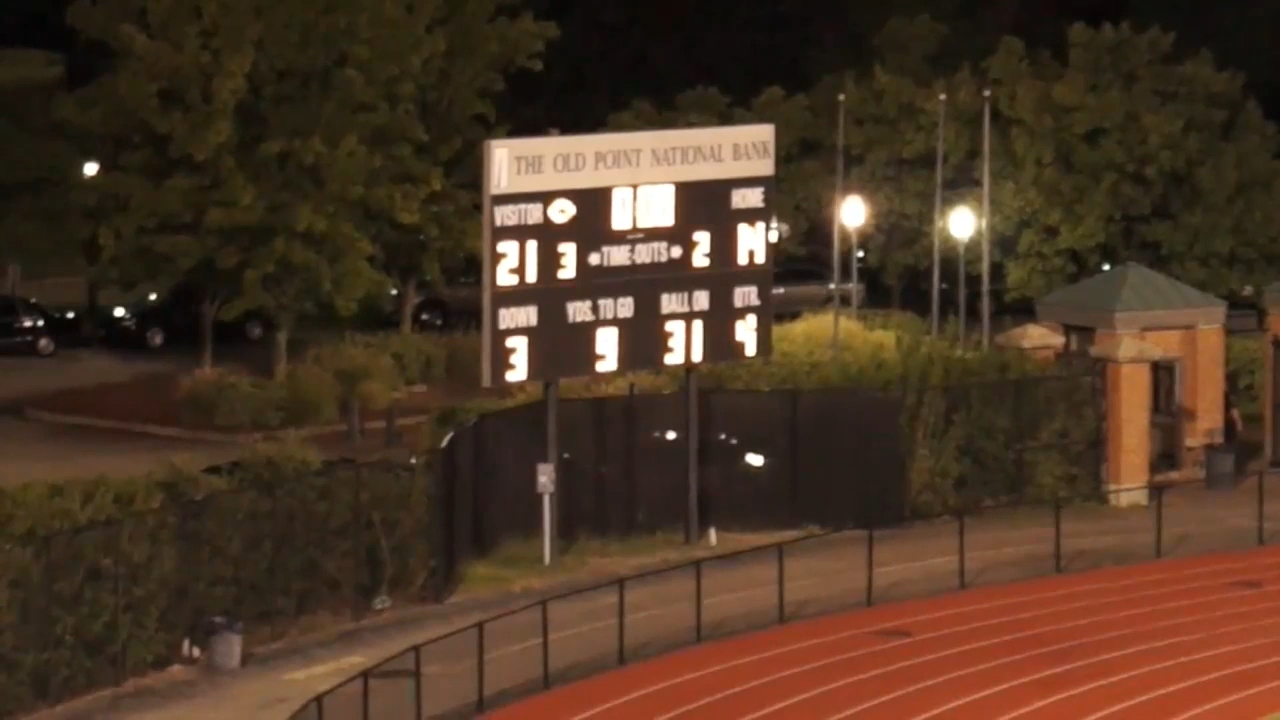 THE OLD POINT NATIONAL BANK
VISITOR HOME
21 3 TIME-OUTS 2
DOWN YDS. TO GO BALL ON QTR.
3 9 31 4